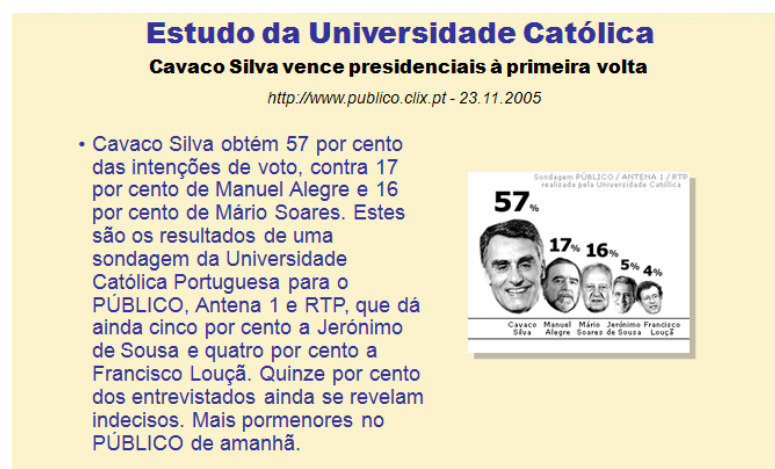 Estudo da Universidade Católica
Cavaco Silva vence presidenciais à primeira volta
http://www.publico.clix.pt - 23.11.2005
• Cavaco Silva obtém 57 por cento
das intenções de voto, contra 17
por cento de Manuel Alegre e 16
por cento de Mário Soares. Estes
são os resultados de uma
sondagem da Universidade
Católica Portuguesa para o
PÚBLICO, Antena 1 e RTP, que dá
ainda cinco por cento a Jerónimo
de Sousa e quatro por cento a
Francisco Louçã. Quinze por cento
dos entrevistados ainda se revelam
indecisos. Mais pormenores no
PÚBLICO de amanhã.
Sondagem PÚBLICO / ANTENA 1 / RTP
realizada pela Universidade Católica
57%
17% 16%
5% 4%
Cavaco Manuel Mário Jerónimo Francisco
Silva Alegre Soares de Sousa Louçã